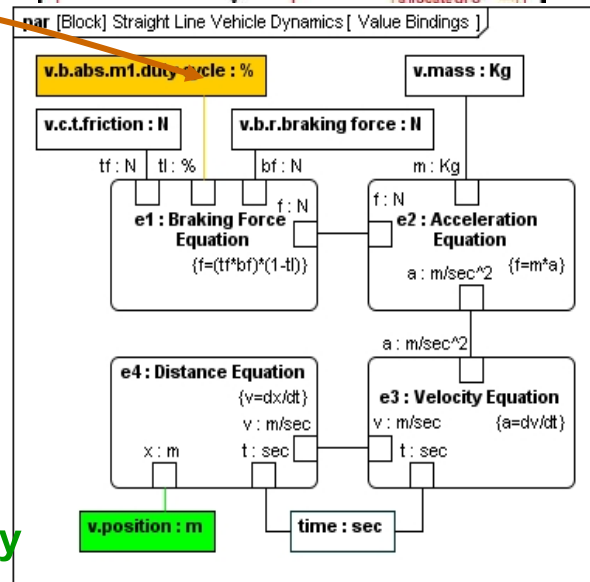 par [Block] Straight Line Vehicle Dynamics [ Value Bindings ]
v.b.abs.m1.duty cycle : %
v.mass : Kg
v.c.t.friction : N
v.b.r.braking force : N
tf : N
tl : %
bf : N
m : Kg
f : N
e1 : Braking Force
Equation
{f=(tf*bf)*(1-tl)}
f : N
e2 : Acceleration
Equation
{f=m*a}
a : m/sec^2
a : m/sec^2
e4 : Distance Equation
{v=dx/dt}
v : m/sec
x : m
t : sec
e3 : Velocity Equation
v : m/sec
{a=dv/dt}
t : sec
v.position : m
time : sec
y